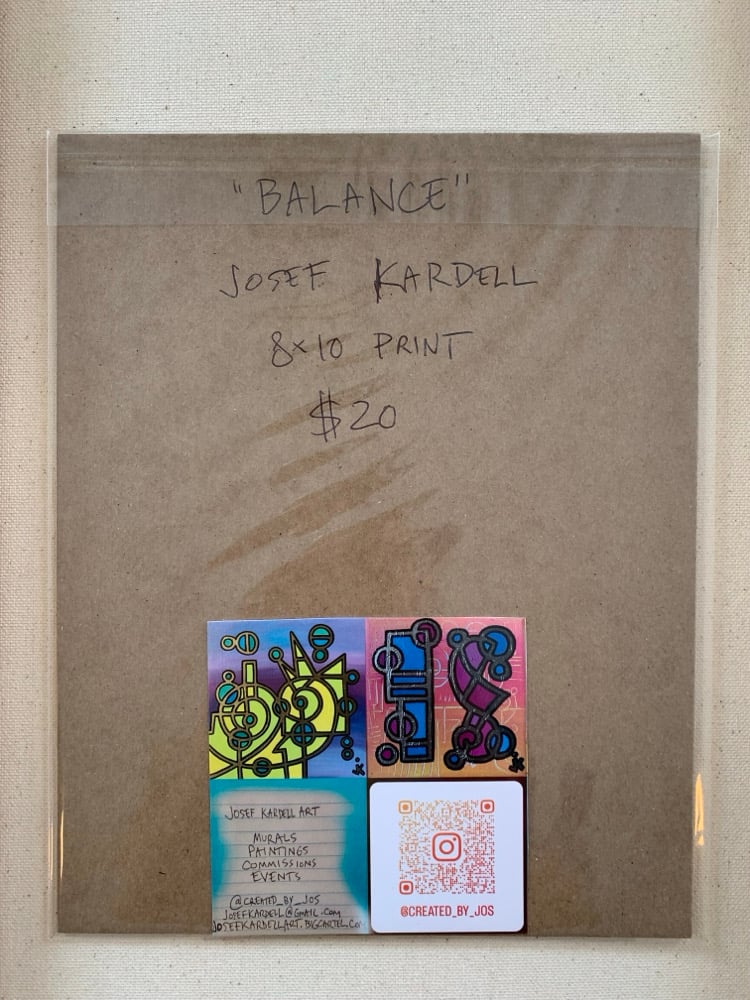 "BALANCE"
JOSEF KARDELL
8x10 PRINT
$20
JOSEF KARDELL ART
MURALS
PAINTINGS
COMMISSIONS
EVENTS
@CREATED_BY_JOS
JOSEFKARDELL@GMAIL.COM
JOSEFKARDELLART.BIGCARTEL.COM
@CREATED_BY_JOS